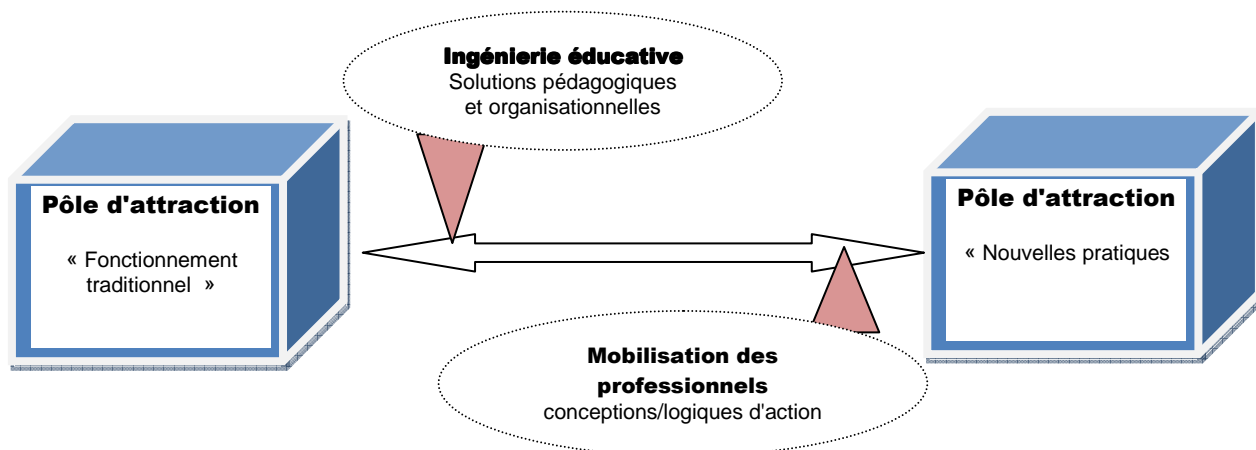 Ingénierie éducative
Solutions pédagogiques
et organisationnelles
Pôle d'attraction
« Fonctionnement
traditionnel »
Pôle d'attraction
« Nouvelles pratiques
Mobilisation des
professionnels
conceptions/logiques d'action